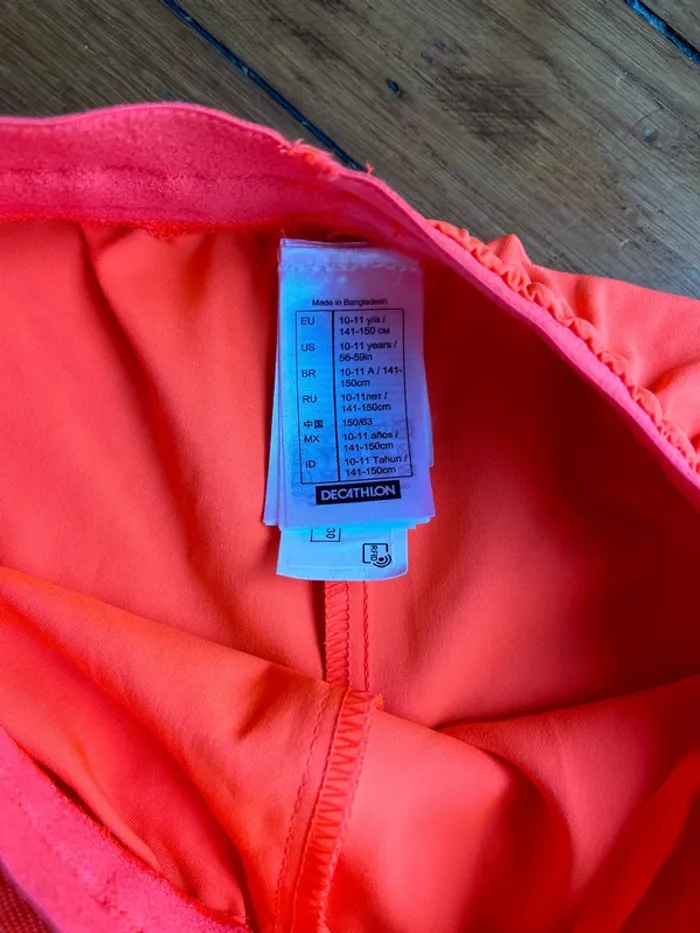 Made in Bangladesh
EU 10-11 y/a /
141-150 см
US 10-11 years /
56-59in
BR 10-11 A / 141-
150cm
RU 10-11лет /
141-150cm
中国 150/63
MX 10-11 años /
141-150cm
ID 10-11 Tahun /
141-150cm
DECATHLON
30
RFID